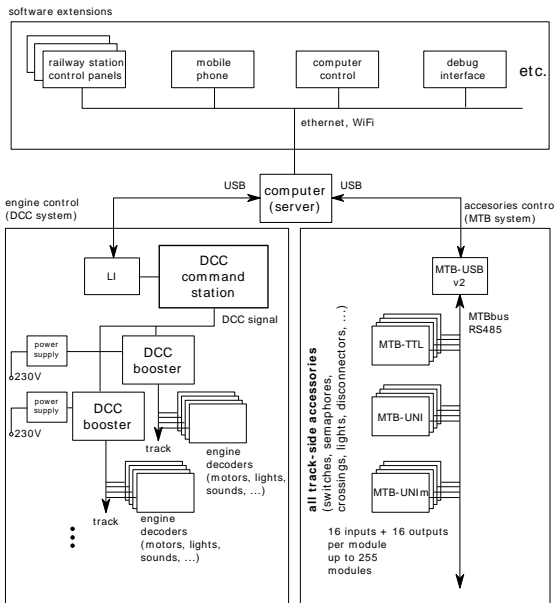 software extensions
railway station
control panels
mobile
phone
computer
control
debug
interface
etc.
ethernet, WiFi
USB
computer
(server)
USB
engine control
(DCC system)
LI
DCC
command
station
DCC signal
power
supply
230V
DCC
booster
power
supply
230V
DCC
booster
track
engine
decoders
(motors, lights,
sounds, ...)
track
engine
decoders
(motors, lights,
sounds, ...)
accesories contro
(MTB system)
MTB-USB
v2
MTBbus
RS485
all track-side accessories
(switches, semaphores,
crossings, lights, disconnectors, ...)
MTB-TTL
MTB-UNI
MTB-UNIm
16 inputs + 16 outputs
per module
up to 255
modules